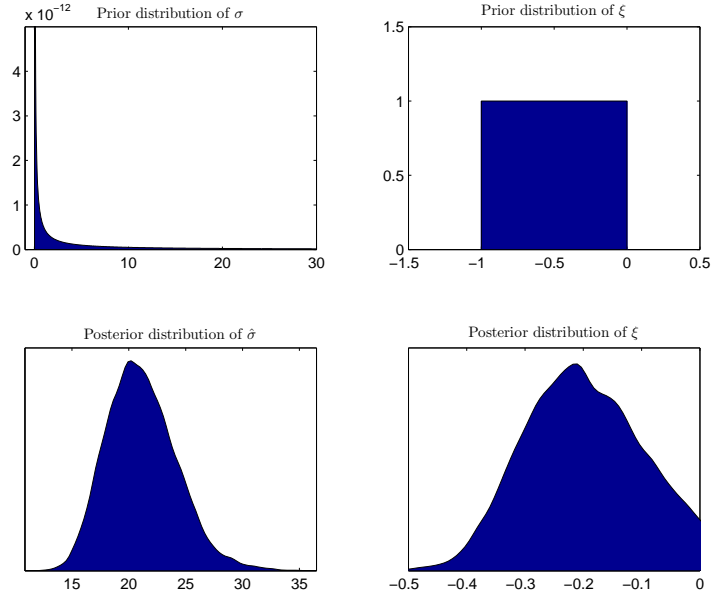 Prior distribution of σ
x 10⁻¹²
4
3
2
1
0
0 10 20 30
Prior distribution of ξ
1.5
1
0.5
0
−1.5 −1 −0.5 0 0.5
Posterior distribution of σ̂
15 20 25 30 35
Posterior distribution of ξ
−0.5 −0.4 −0.3 −0.2 −0.1 0